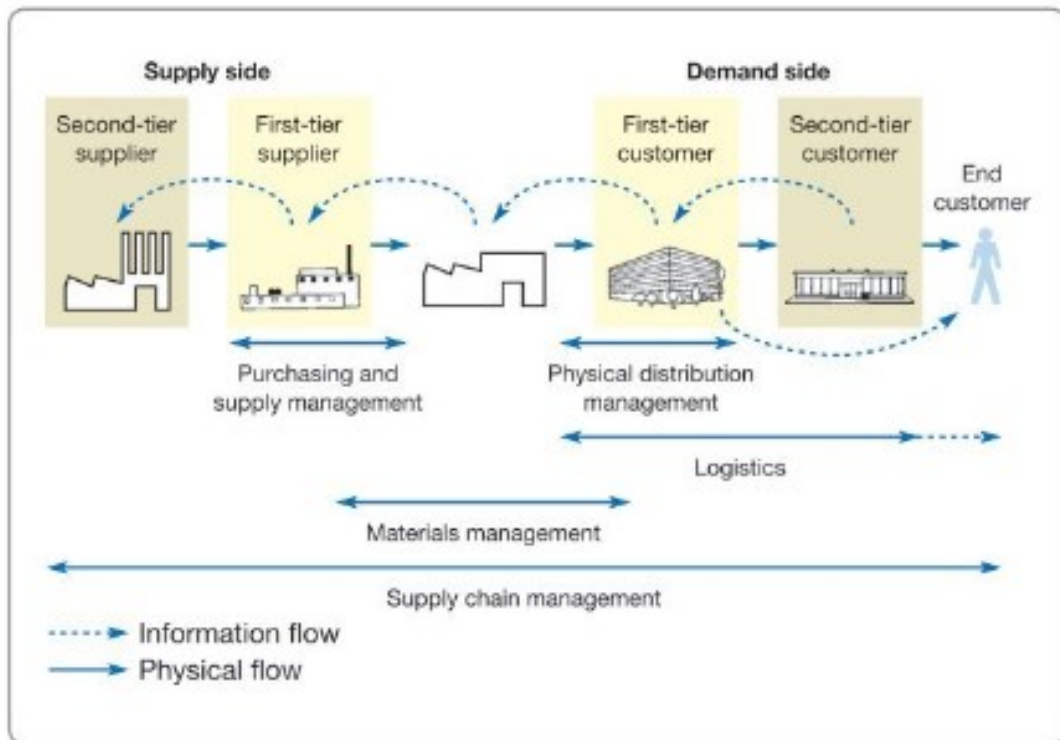 Supply side
Demand side
Second-tier
supplier
First-tier
supplier
First-tier
customer
Second-tier
customer
End
customer
Purchasing and
supply management
Physical distribution
management
Logistics
Materials management
Supply chain management
Information flow
Physical flow